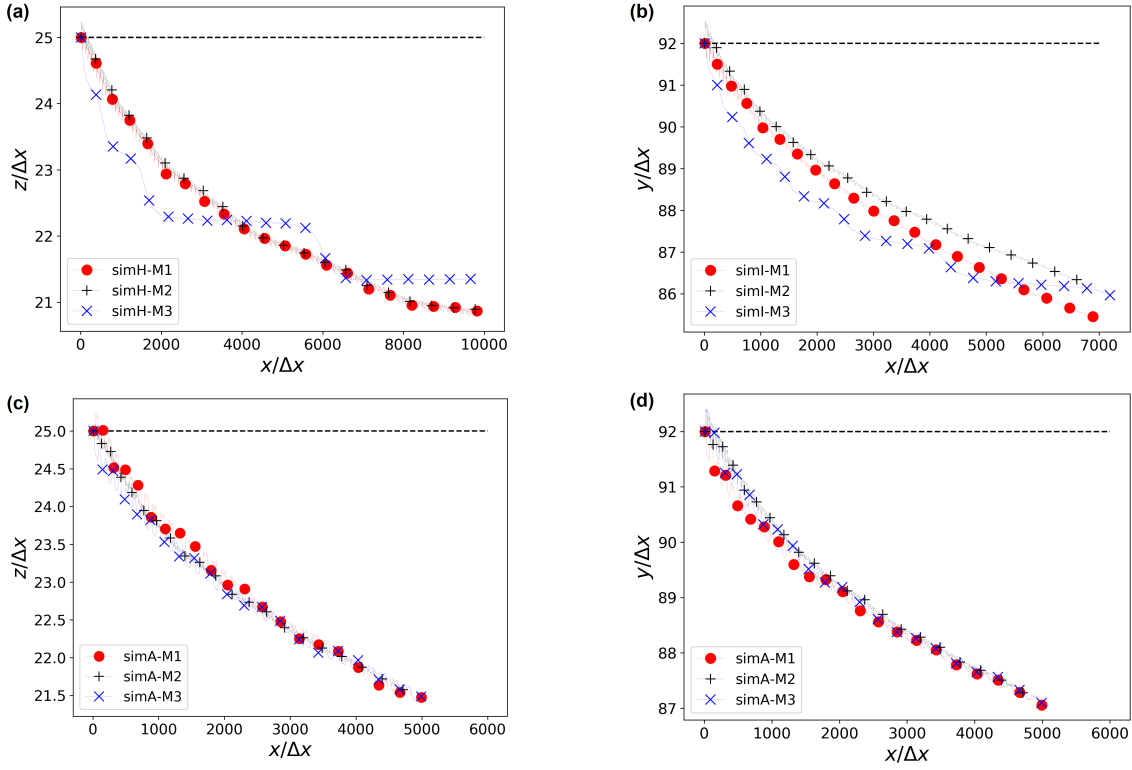 (a)
25
24
23
22
21
z/Δx
simH-M1
simH-M2
simH-M3
0 2000 4000 6000 8000 10000
x/Δx
(b)
92
91
90
89
88
87
86
y/Δx
simI-M1
simI-M2
simI-M3
0 1000 2000 3000 4000 5000 6000 7000
x/Δx
(c)
25.0
24.5
24.0
23.5
23.0
22.5
22.0
21.5
z/Δx
simA-M1
simA-M2
simA-M3
0 1000 2000 3000 4000 5000 6000
x/Δx
(d)
92
91
90
89
88
87
y/Δx
simA-M1
simA-M2
simA-M3
0 1000 2000 3000 4000 5000 6000
x/Δx